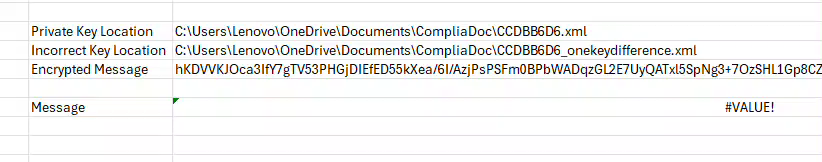 Private Key Location C:\Users\Lenovo\OneDrive\Documents\CompliaDoc\CCDBB6D6.xml
Incorrect Key Location C:\Users\Lenovo\OneDrive\Documents\CompliaDoc\CCDBB6D6_onekeydifference.xml
Encrypted Message hKDVVKJOca3IfY7gTV53PHGjDIEfED55kXea/6I/AzjPsPSFm0BPbWADqzGL2E7UyQATxl5SpNg3+7OzSHL1Gp8CZ
Message #VALUE!